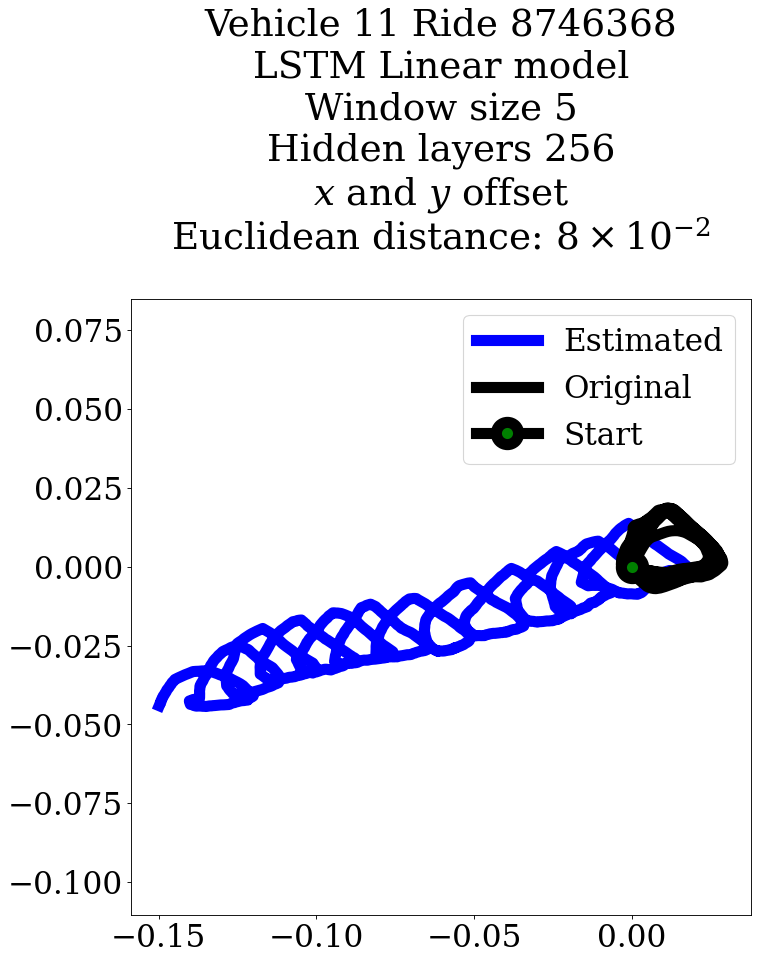 Vehicle 11 Ride 8746368
LSTM Linear model
Window size 5
Hidden layers 256
x and y offset
Euclidean distance: 8 × 10⁻²
Estimated
Original
Start
0.075
0.050
0.025
0.000
−0.025
−0.050
−0.075
−0.100
−0.15 −0.10 −0.05 0.00